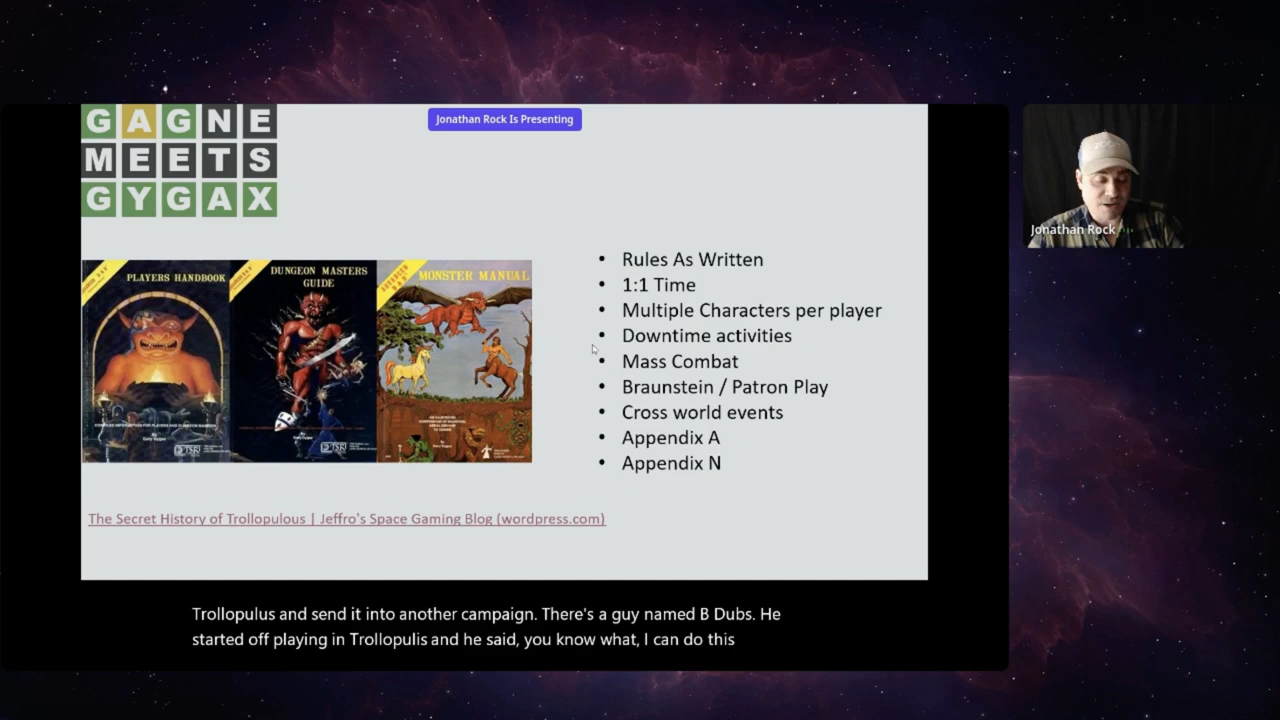 GAGNE
MEETS
GYGAX
Jonathan Rock Is Presenting
PLAYERS HANDBOOK
DUNGEON MASTERS
GUIDE
MONSTER MANUAL
• Rules As Written
• 1:1 Time
• Multiple Characters per player
• Downtime activities
• Mass Combat
• Braunstein / Patron Play
• Cross world events
• Appendix A
• Appendix N
The Secret History of Trollopulous | Jeffro's Space Gaming Blog (wordpress.com)
Jonathan Rock
Trollopulus and send it into another campaign. There's a guy named B Dubs. He
started off playing in Trollopulis and he said, you know what, I can do this